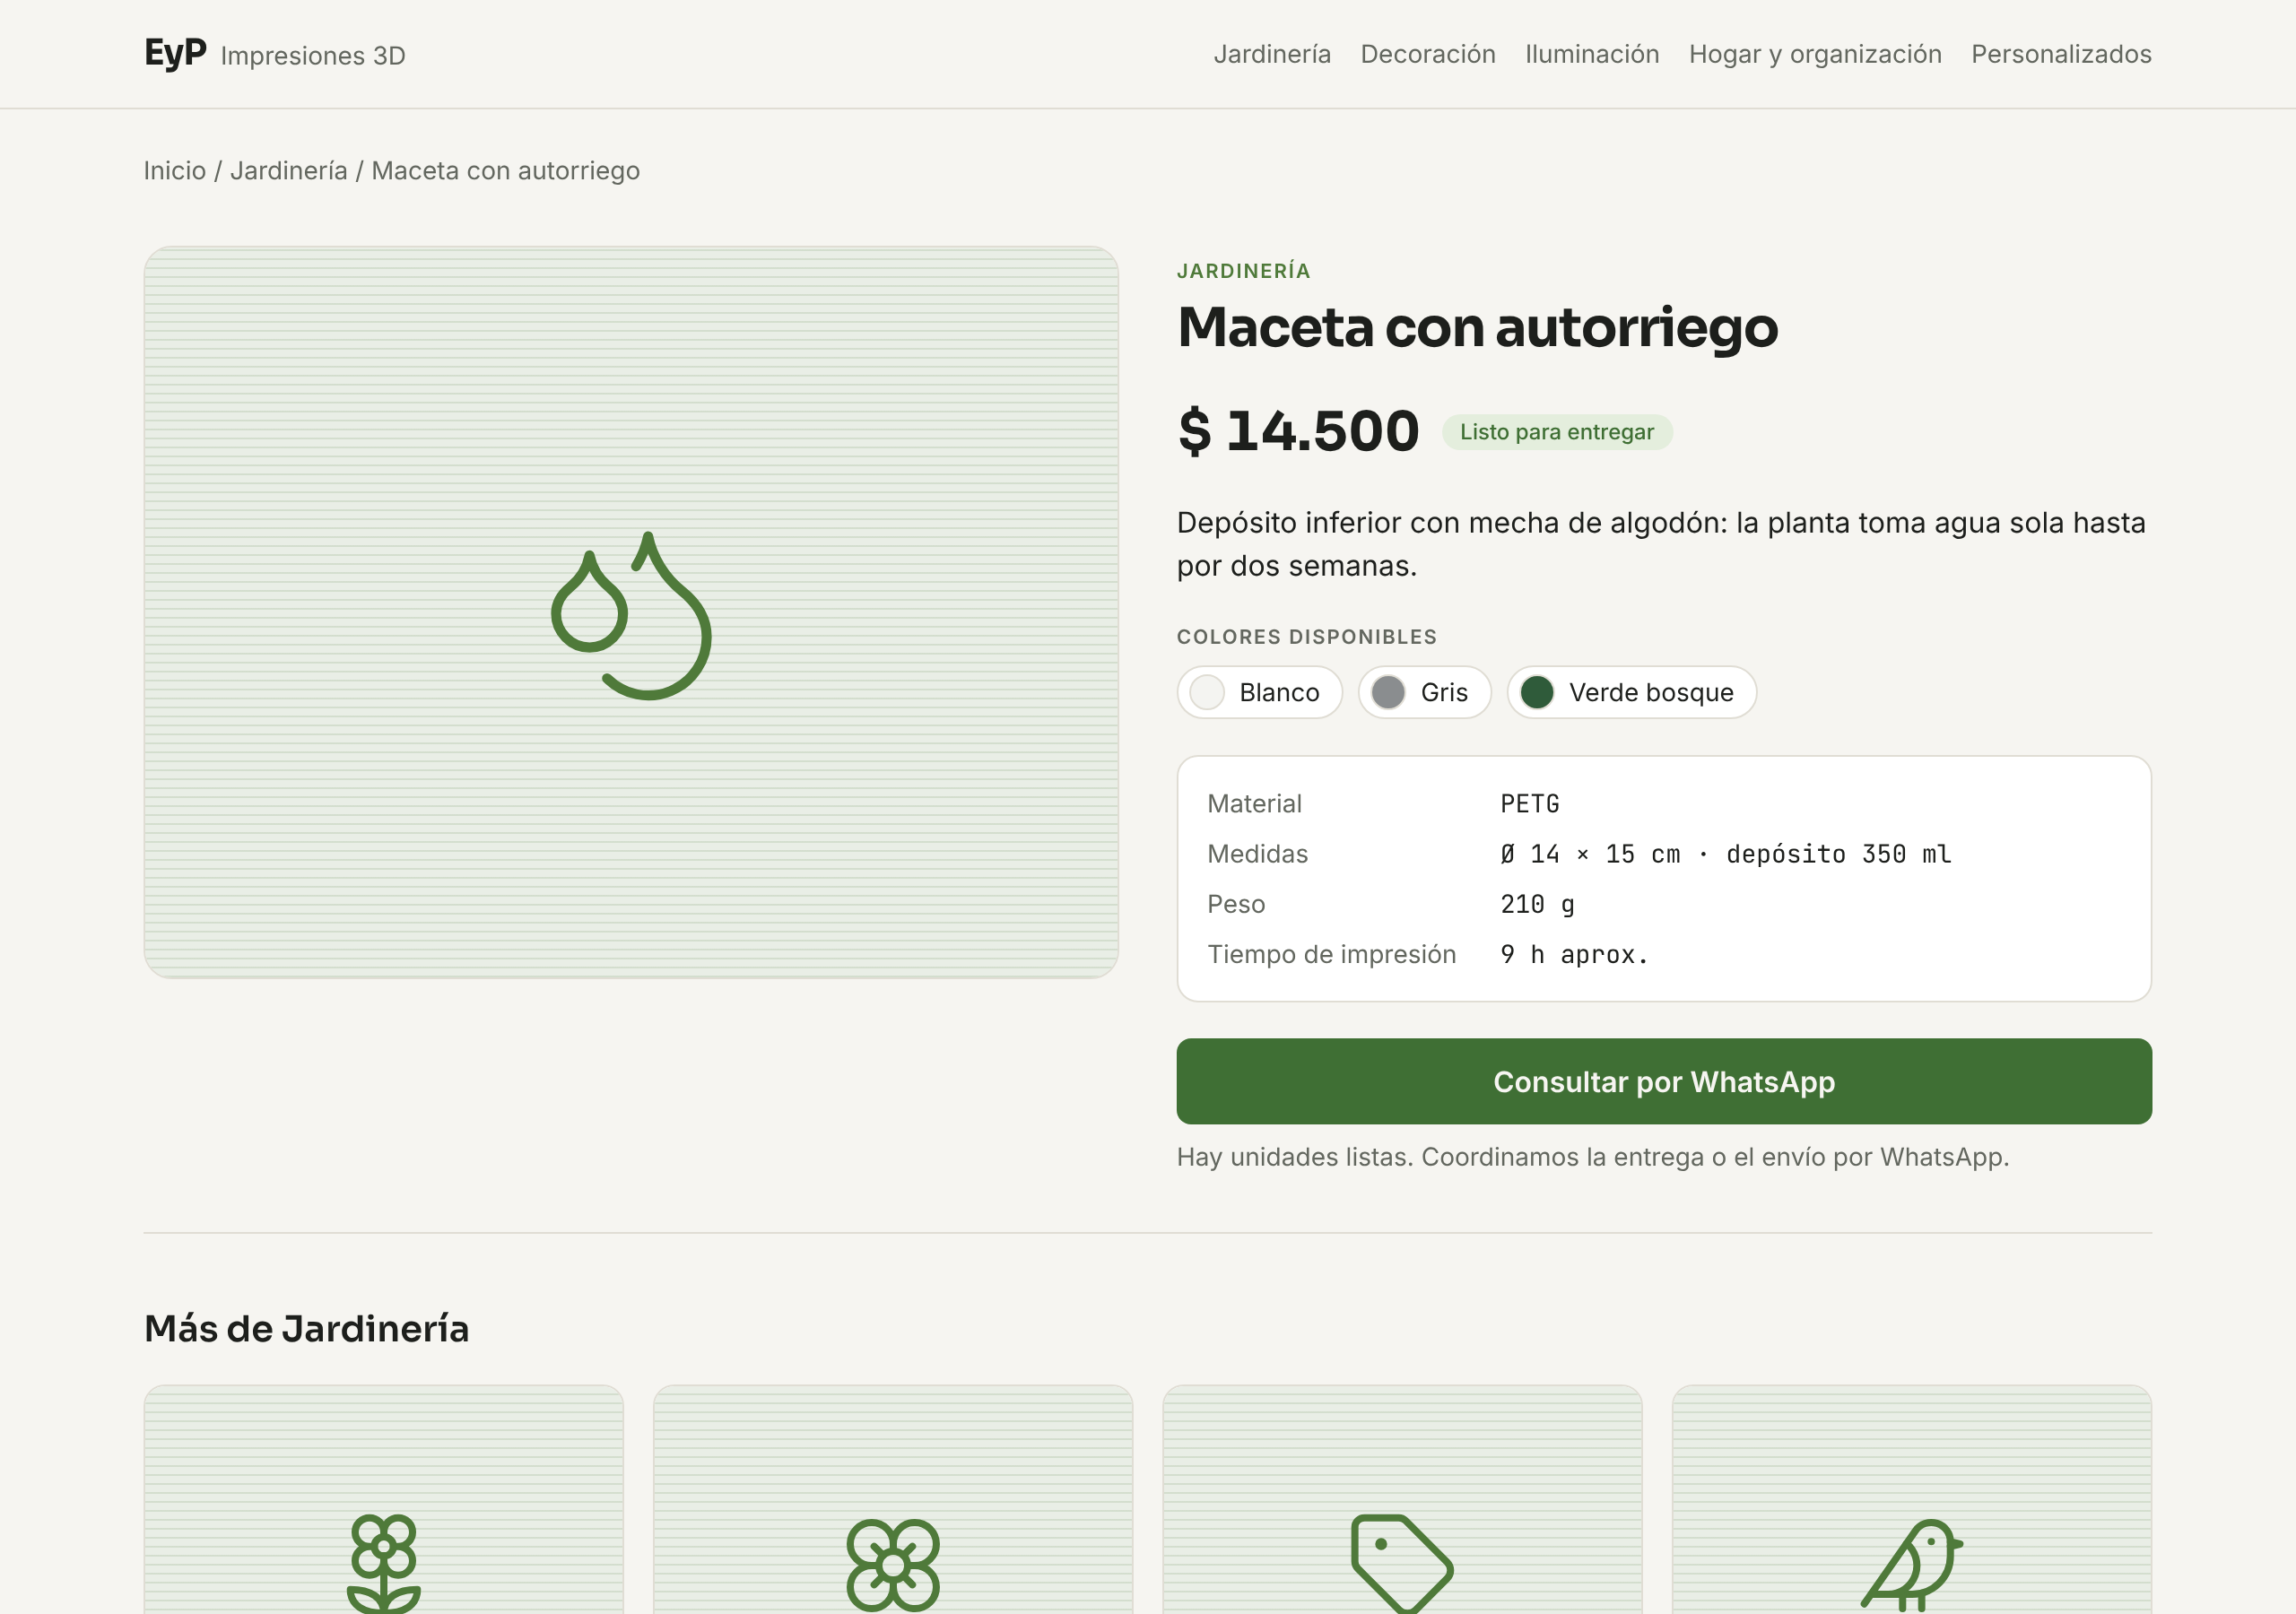 EyP Impresiones 3D
Jardinería Decoración Iluminación Hogar y organización Personalizados
Inicio / Jardinería / Maceta con autorriego
JARDINERÍA
Maceta con autorriego
$ 14.500 Listo para entregar
Depósito inferior con mecha de algodón: la planta toma agua sola hasta
por dos semanas.
COLORES DISPONIBLES
Blanco Gris Verde bosque
Material PETG
Medidas Ø 14 × 15 cm · depósito 350 ml
Peso 210 g
Tiempo de impresión 9 h aprox.
Consultar por WhatsApp
Hay unidades listas. Coordinamos la entrega o el envío por WhatsApp.
Más de Jardinería